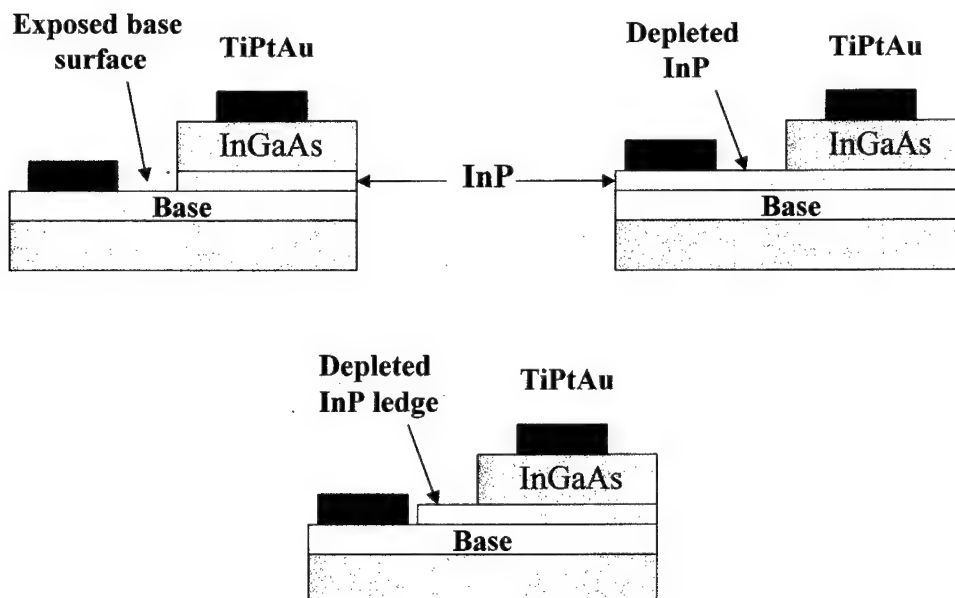 Exposed base
surface
TiPtAu
InGaAs
Base
InP
Depleted
InP
TiPtAu
InGaAs
Base
Depleted
InP ledge
TiPtAu
InGaAs
Base